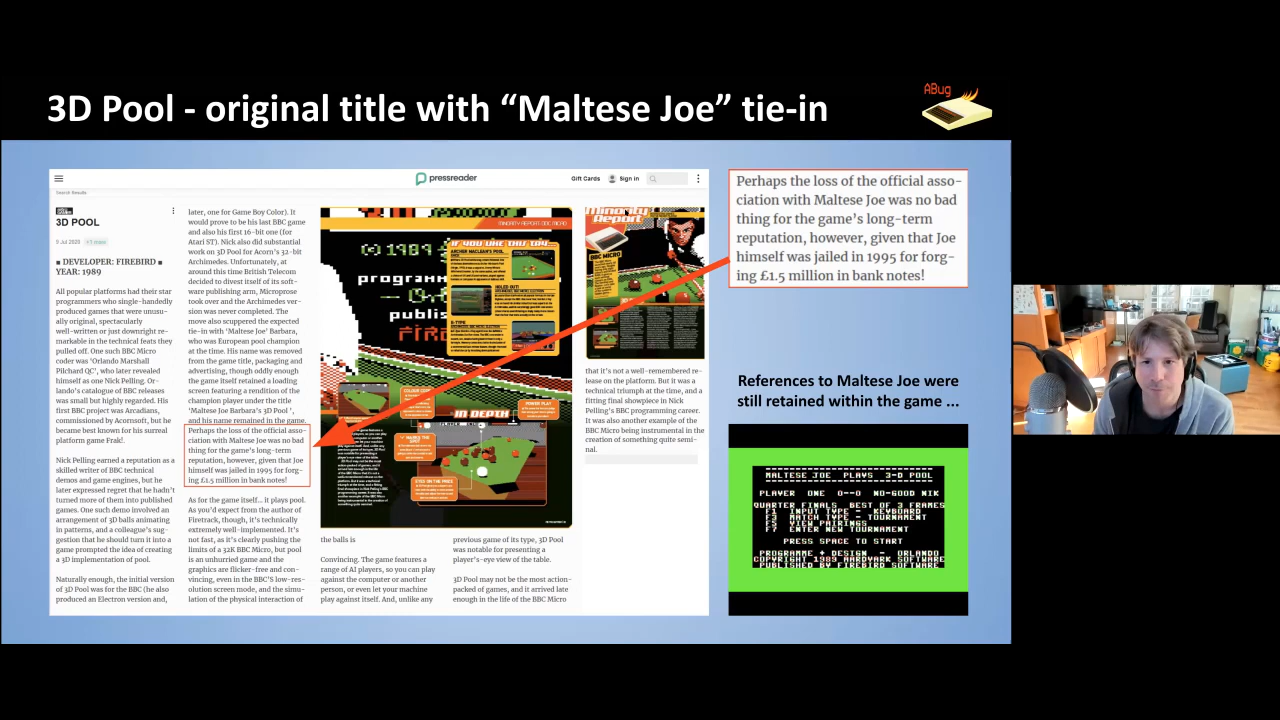 3D Pool - original title with “Maltese Joe” tie-in
ABug
pressreader
Gift Cards
Sign in
Search Results
3D POOL
9 Jul 2020
■ DEVELOPER: FIREBIRD ■
YEAR: 1989
All popular platforms had their star
programmers who single-handedly
produced games that were unusu-
ally original, spectacularly
well-written or just downright re-
markable in the technical feats they
pulled off. One such BBC Micro
coder was ‘Orlando Marshall
Pilchard QC’, who later revealed
himself as one Nick Pelling. Or-
lando’s catalogue of BBC releases
was small but highly regarded. His
first BBC project was Arcadians,
commissioned by Acornsoft, but he
became best known for his surreal
platform game Frak!.
Nick Pelling earned a reputation as a
skilled writer of BBC technical
demos and game engines, but he
later expressed regret that he hadn’t
turned more of them into published
games. One such demo involved an
arrangement of 3D balls animating
in patterns, and a colleague’s sug-
gestion that he should turn it into a
game prompted the idea of creating
a 3D implementation of pool.
Naturally enough, the initial version
of 3D Pool was for the BBC (he also
produced an Electron version and,
later, one for Game Boy Color). It
would prove to be his last BBC game
and also his first 16-bit one (for
Atari ST). Nick also did substantial
work on 3D Pool for Acorn’s 32-bit
Archimedes. Unfortunately, at
around this time British Telecom
decided to divest itself of its soft-
ware publishing arm, Microprose
took over and the Archimedes ver-
sion was never completed. The
move also scuppered the expected
tie-in with ‘Maltese Joe’ Barbara,
who was European pool champion
at the time. His name was removed
from the game title, packaging and
advertising, though oddly enough
the game itself retained a loading
screen featuring a rendition of the
champion player under the title
‘Maltese Joe Barbara’s 3D Pool ’,
and his name remained in the game.
Perhaps the loss of the official asso-
ciation with Maltese Joe was no bad
thing for the game’s long-term
reputation, however, given that Joe
himself was jailed in 1995 for forg-
ing £1.5 million in bank notes!
As for the game itself… it plays pool.
As you’d expect from the author of
Firetrack, though, it’s technically
extremely well-implemented. It’s
not fast, as it’s clearly pushing the
limits of a 32K BBC Micro, but pool
is an unhurried game and the
graphics are flicker-free and con-
vincing, even in the BBC’S low-res-
olution screen mode, and the simu-
lation of the physical interaction of
MINORITY REPORT: BBC MICRO
(c) 1989
programm
publis
IF YOU LIKE THIS TRY..
ARCHER MACLEAN'S POOL
HOLED OUT!
IN DEPTH
POWER PLAY
the balls is
Convincing. The game features a
range of AI players, so you can play
against the computer or another
person, or even let your machine
play against itself. And, unlike any
previous game of its type, 3D Pool
was notable for presenting a
player’s-eye view of the table.
3D Pool may not be the most action-
packed of games, and it arrived late
enough in the life of the BBC Micro
Minority
Report
BBC MICRO
that it’s not a well-remembered re-
lease on the platform. But it was a
technical triumph at the time, and a
fitting final showpiece in Nick
Pelling’s BBC programming career.
It was also another example of the
BBC Micro being instrumental in the
creation of something quite semi-
nal.
Perhaps the loss of the official asso-
ciation with Maltese Joe was no bad
thing for the game’s long-term
reputation, however, given that Joe
himself was jailed in 1995 for forg-
ing £1.5 million in bank notes!
References to Maltese Joe were
still retained within the game ...
MALTESE JOE PLAYS 3-D POOL
PLAYER ONE 0--0 NO-GOOD NIK
QUARTER FINALS BEST OF 3 FRAMES
F1 INPUT TYPE - KEYBOARD
F3 MATCH TYPE - TOURNAMENT
F5 VIEW PAIRINGS
F7 ENTER NEW TOURNAMENT
PRESS SPACE TO START
PROGRAMME + DESIGN - ORLANDO
COPYRIGHT 1989 AARDVARK SOFTWARE
PUBLISHED BY FIREBIRD SOFTWARE